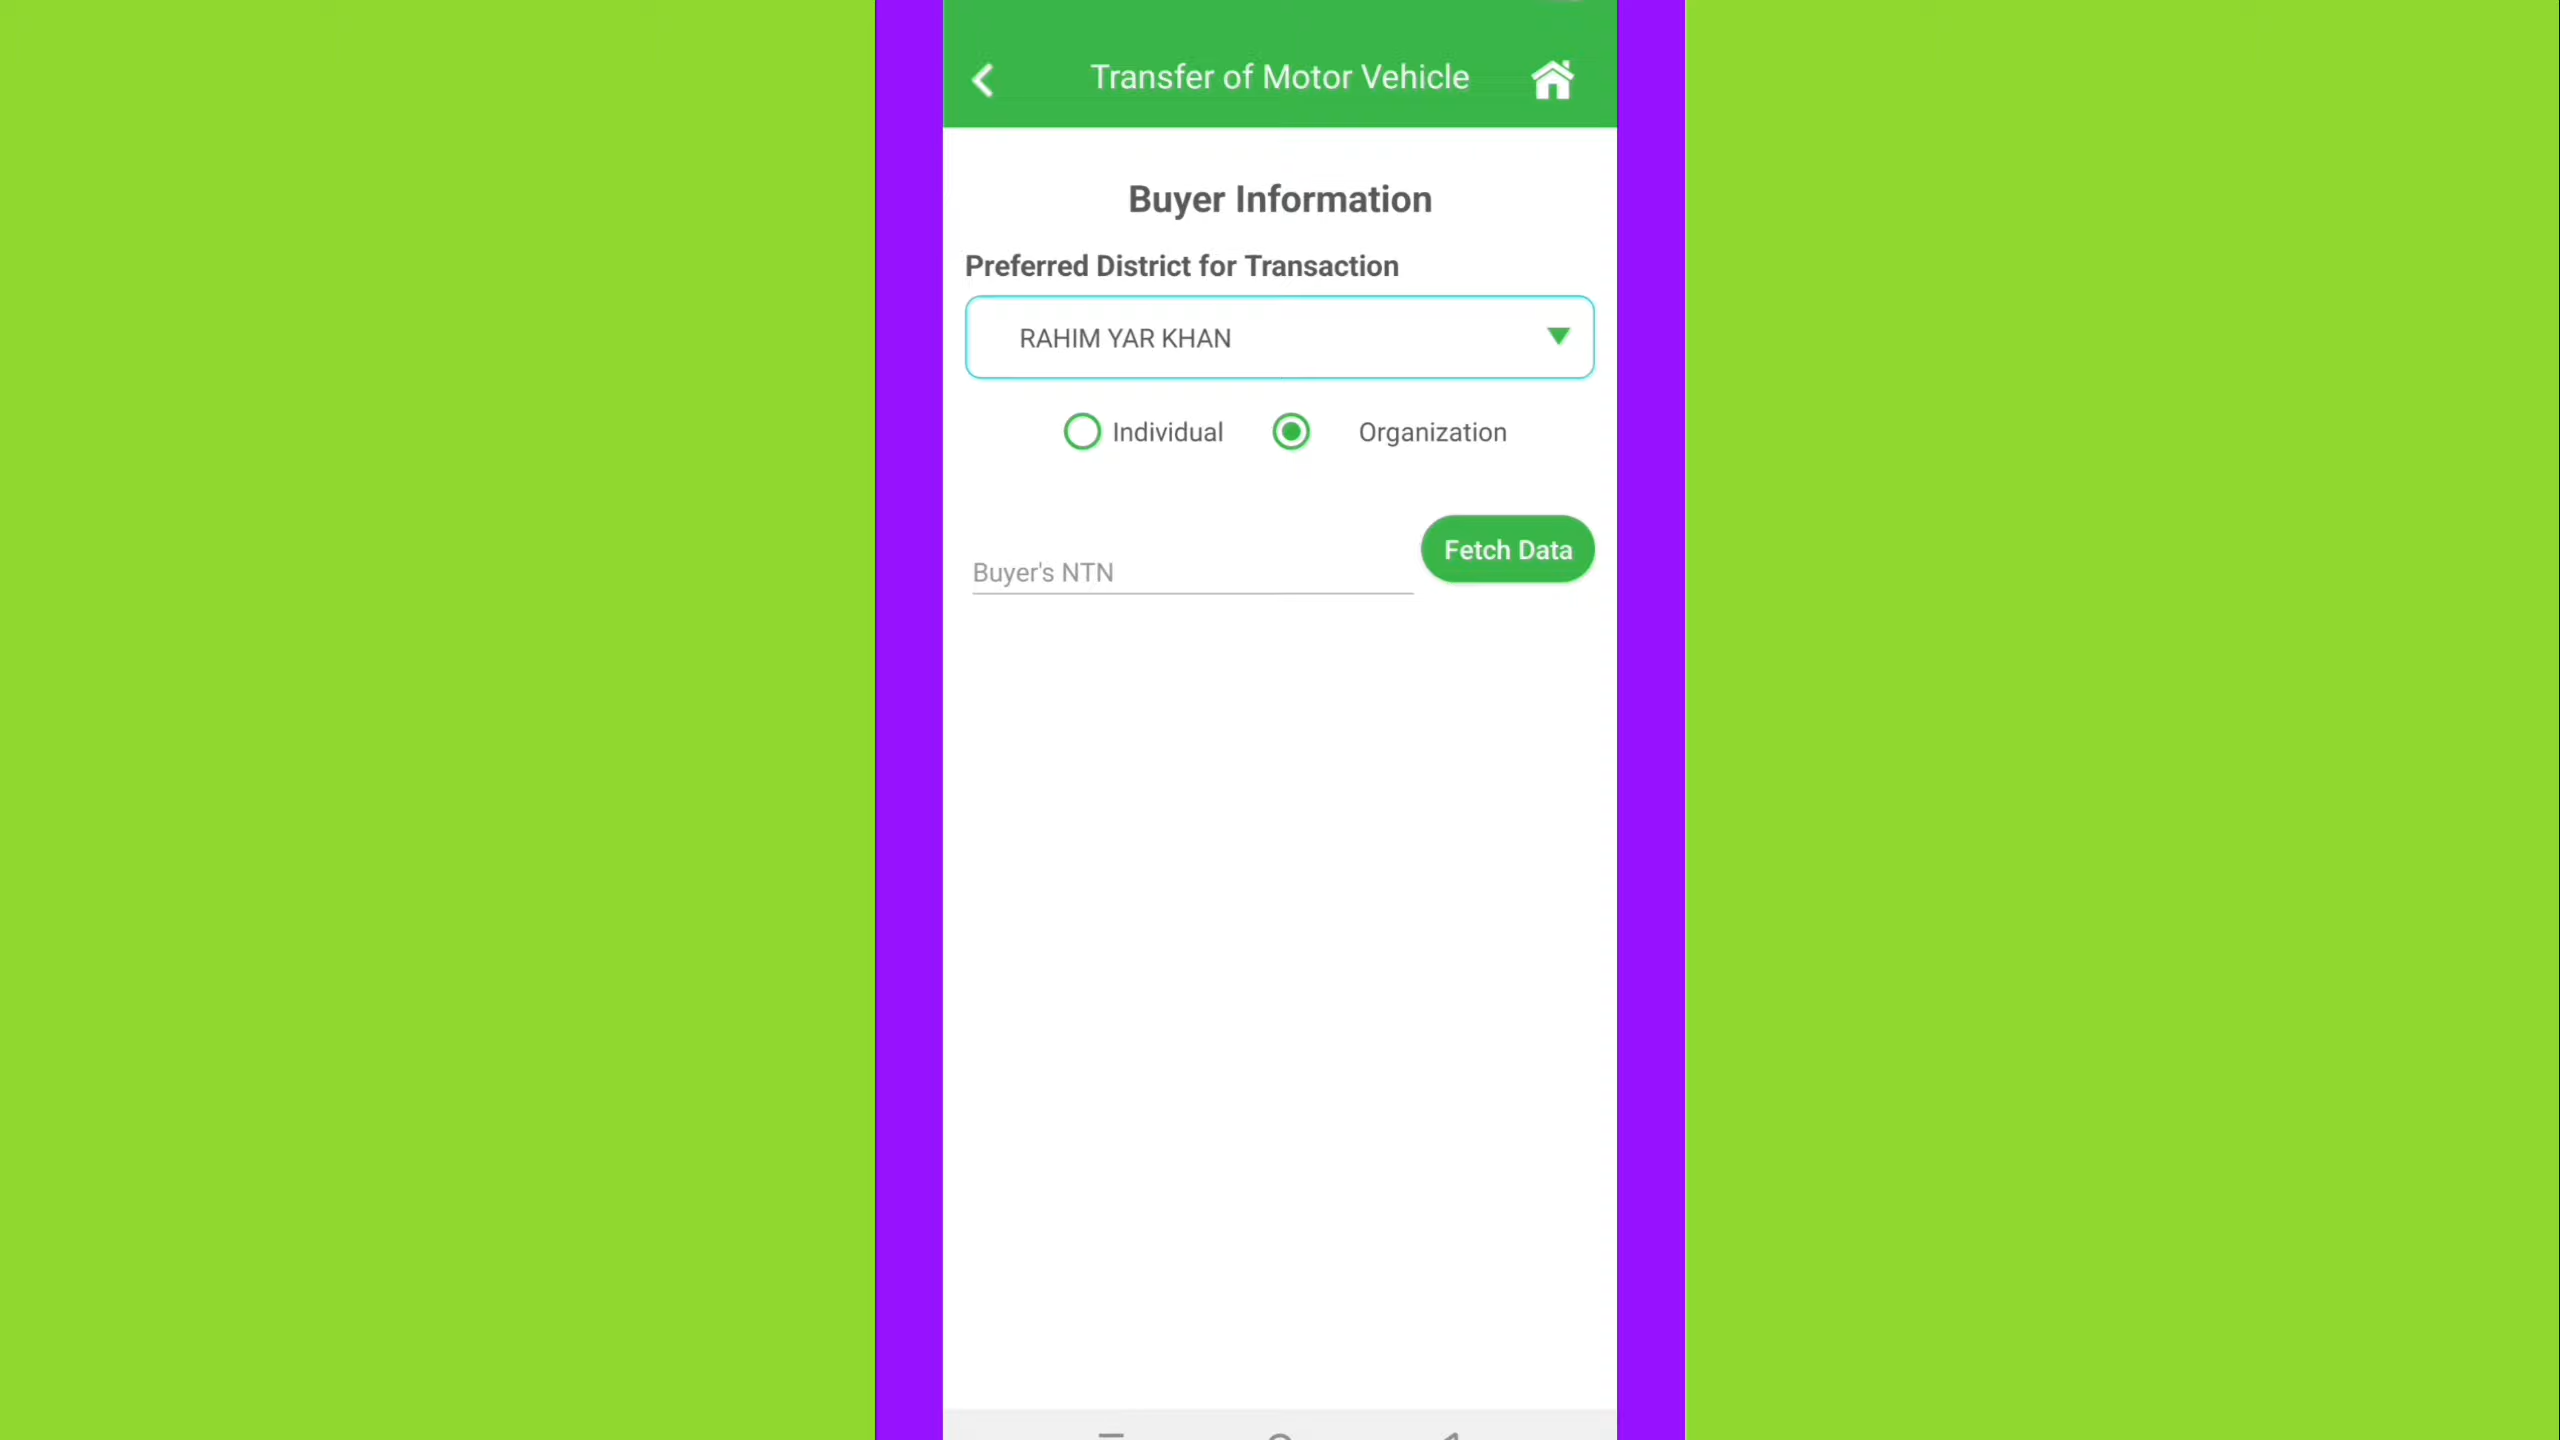 Transfer of Motor Vehicle
Buyer Information
Preferred District for Transaction
RAHIM YAR KHAN
Individual
Organization
Fetch Data
Buyer's NTN